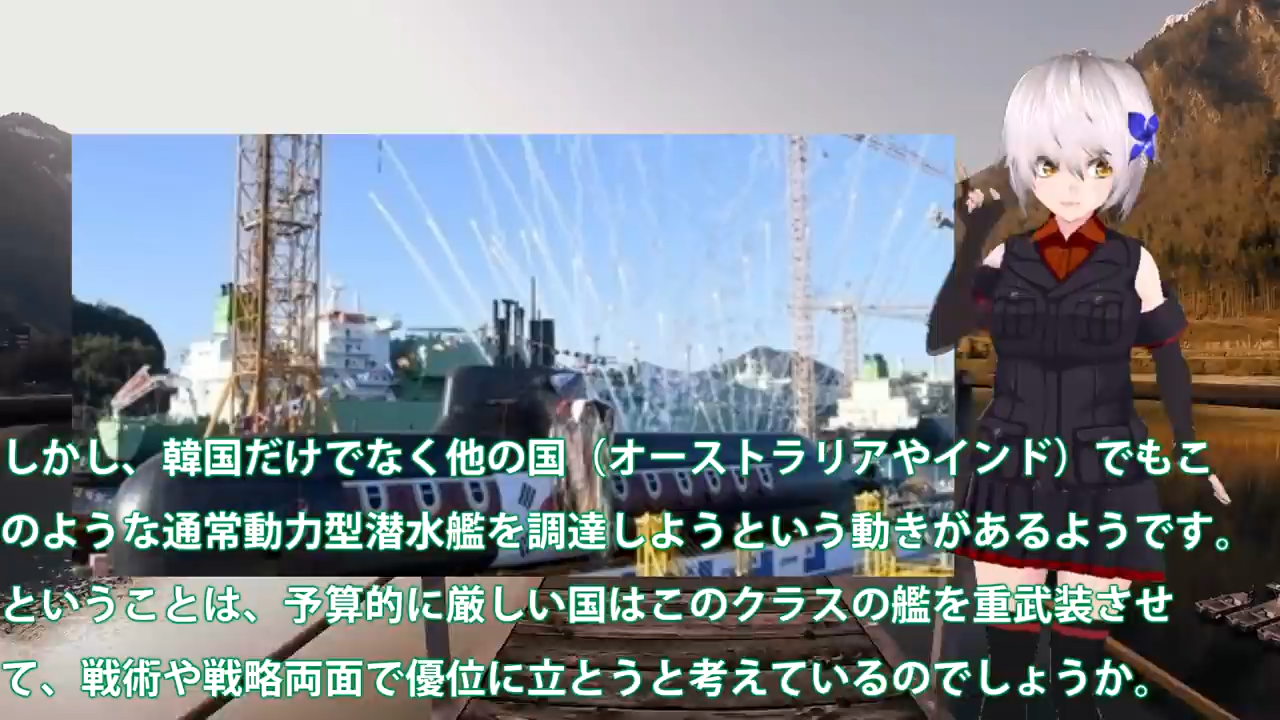 しかし、韓国だけでなく他の国（オーストラリアやインド）でもこ
のような通常動力型潜水艦を調達しようという動きがあるようです。
ということは、予算的に厳しい国はこのクラスの艦を重武装させ
て、戦術や戦略両面で優位に立とうと考えているのでしょうか。